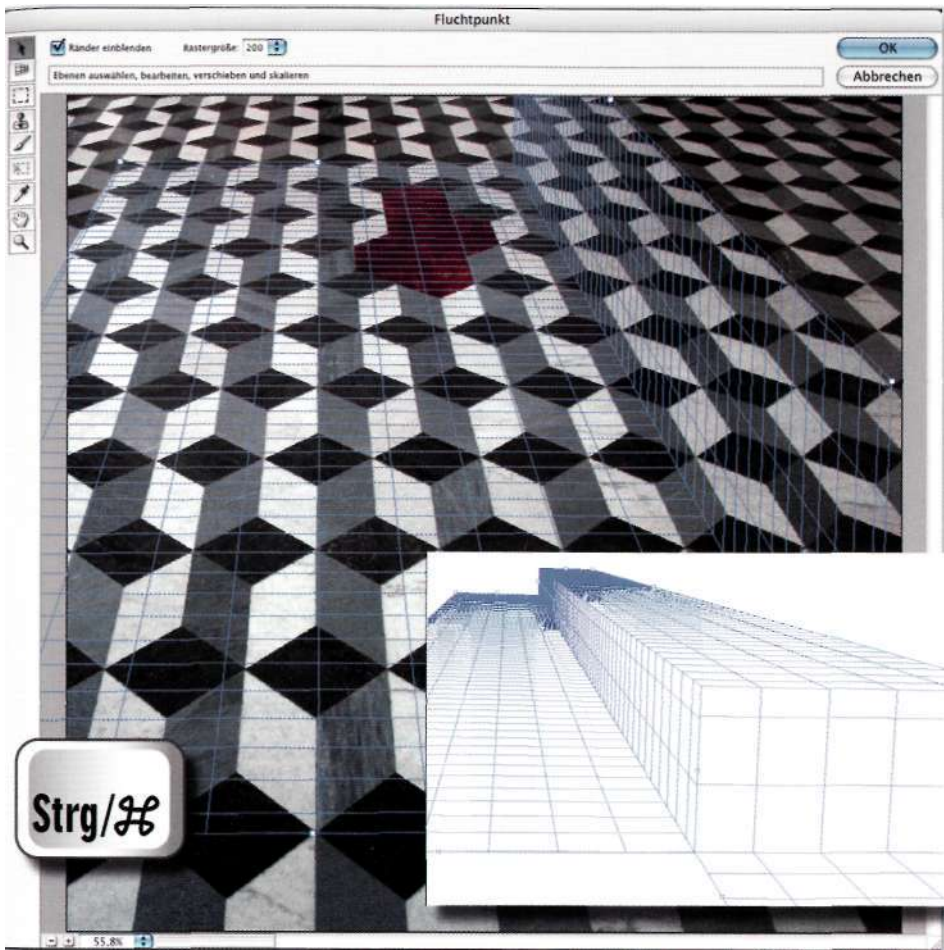 Fluchtpunkt
Ränder einblenden Rastergröße: 200
OK
Ebenen auswählen, bearbeiten, verschieben und skalieren
Abbrechen
Strg/⌘
- + 55,8%